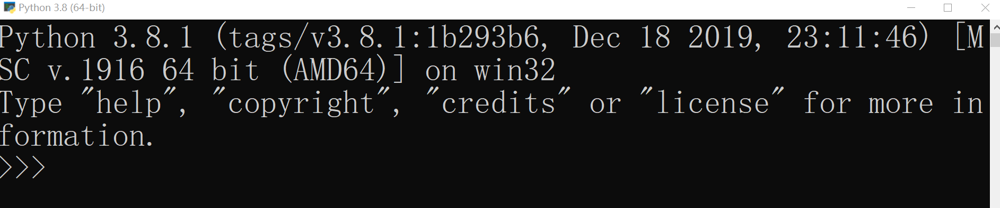 Python 3.8 (64-bit)
Python 3.8.1 (tags/v3.8.1:1b293b6, Dec 18 2019, 23:11:46) [M
SC v.1916 64 bit (AMD64)] on win32
Type "help", "copyright", "credits" or "license" for more in
formation.
>>>